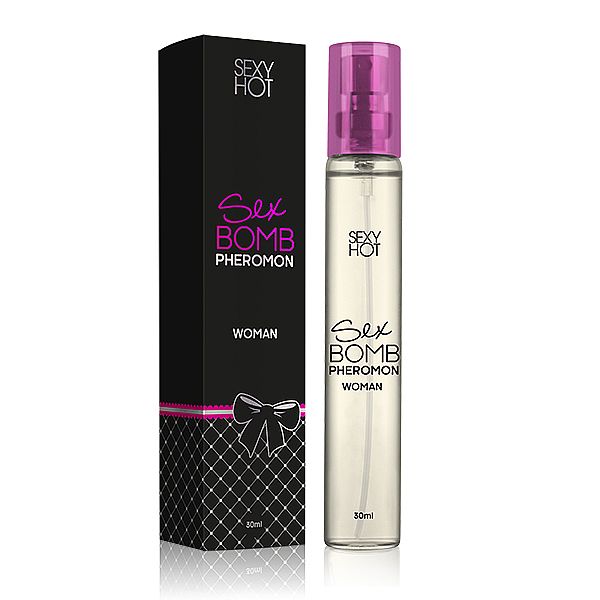 SEXY
HOT
Sex
BOMB
PHEROMON
WOMAN
30ml
SEXY
HOT
Sex
BOMB
PHEROMON
WOMAN
30ml